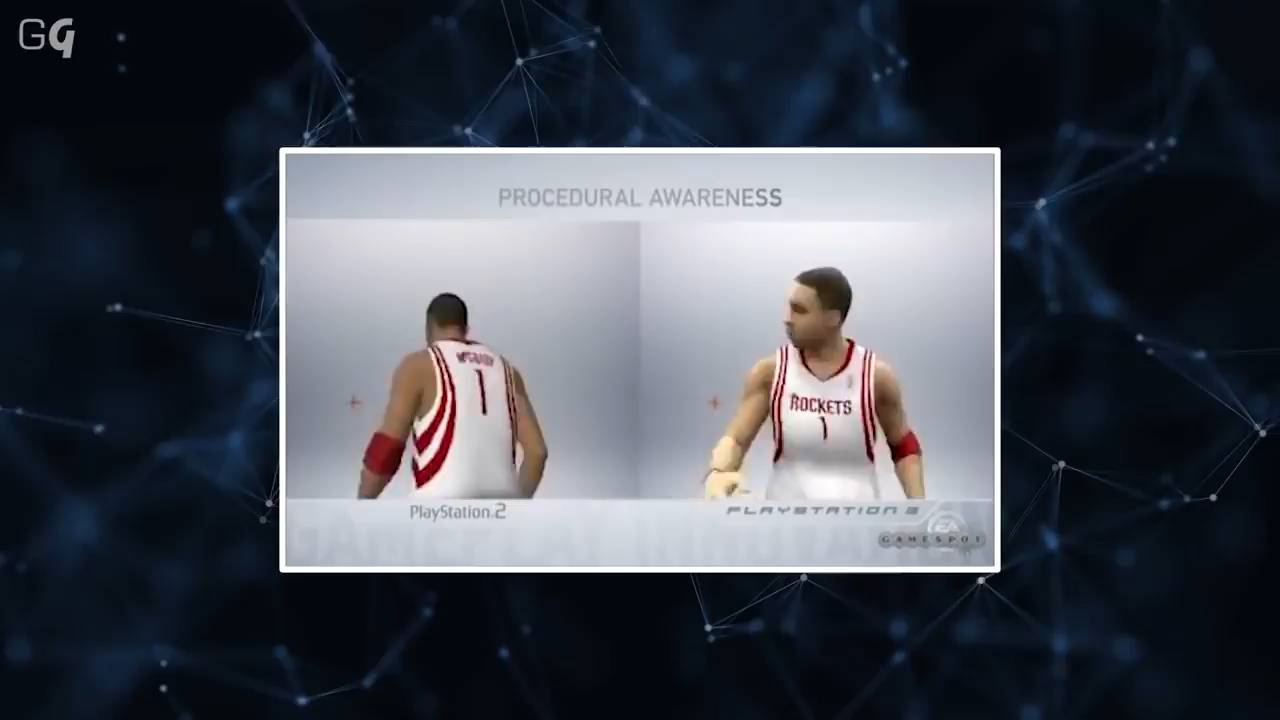 GG
PROCEDURAL AWARENESS
MCGRADY
1
ROCKETS
1
PlayStation 2
PLAYSTATION 3
EA
GAMESPOT